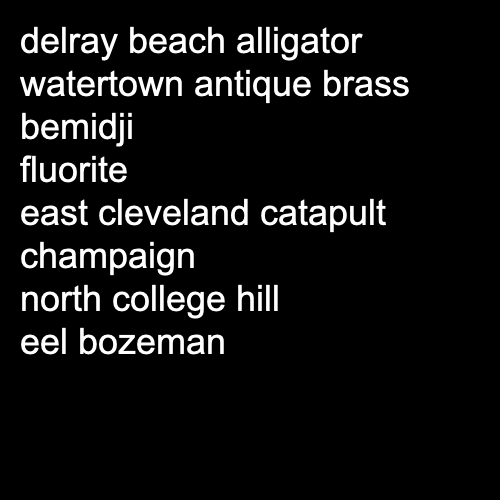 delray beach alligator
watertown antique brass
bemidji
fluorite
east cleveland catapult
champaign
north college hill
eel bozeman